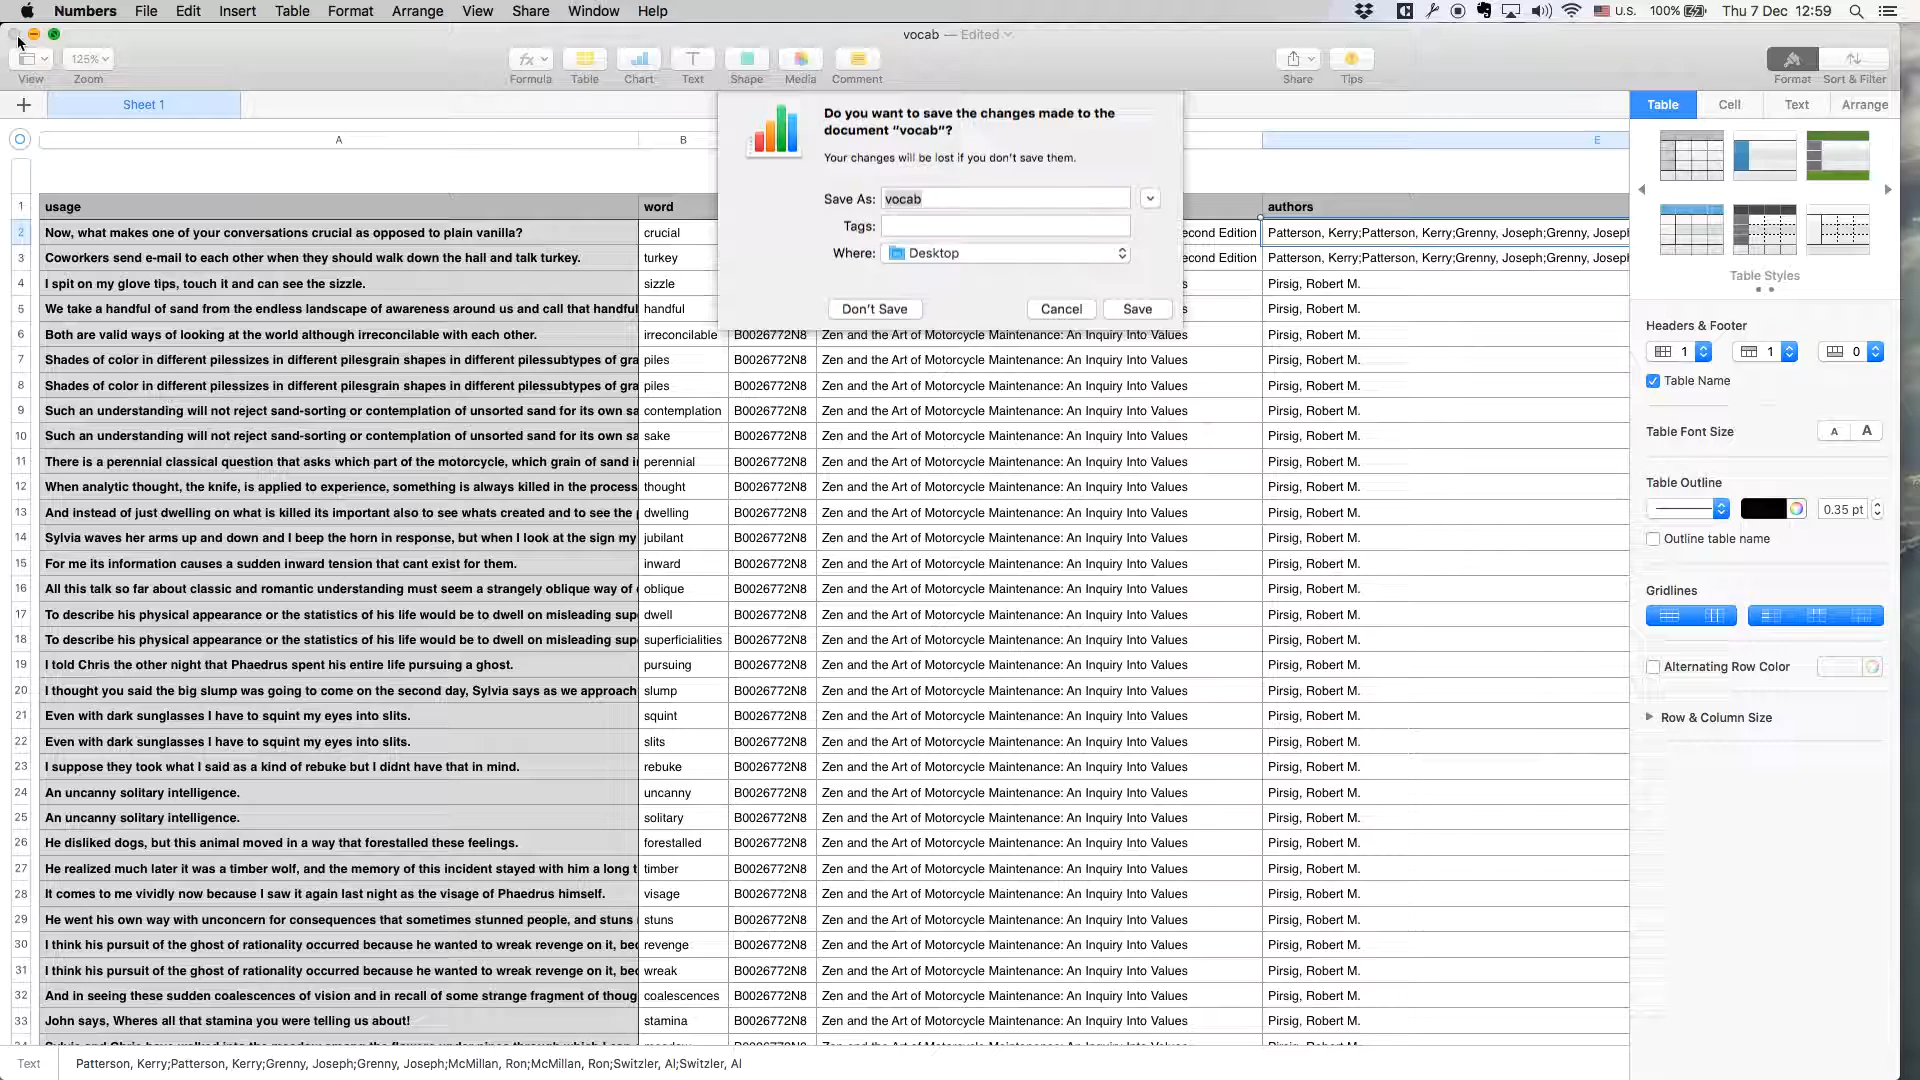 Numbers File Edit Insert Table Format Arrange View Share Window Help
U.S. 100% Thu 7 Dec 12:59
vocab — Edited
125%
View Zoom Formula Table Chart Text Shape Media Comment Share Tips Format Sort & Filter
Sheet 1
Table Cell Text Arrange
A B E
Do you want to save the changes made to the
document “vocab”?
Your changes will be lost if you don’t save them.
Save As: vocab
Tags:
Where: Desktop
Don’t Save Cancel Save
1 usage word authors
2 Now, what makes one of your conversations crucial as opposed to plain vanilla? crucial Edition Patterson, Kerry;Patterson, Kerry;Grenny, Joseph;Grenny,
3 Coworkers send e-mail to each other when they should walk down the hall and talk turkey. turkey Edition Patterson, Kerry;Patterson, Kerry;Grenny, Joseph;Grenny,
4 I spit on my glove tips, touch it and can see the sizzle. sizzle Pirsig, Robert M.
5 We take a handful of sand from the endless landscape of awareness around us and call that handful handful Pirsig, Robert M.
6 Both are valid ways of looking at the world although irreconcilable with each other. irreconcilable B0026772N8 Zen and the Art of Motorcycle Maintenance: An Inquiry Into Values Pirsig, Robert M.
7 Shades of color in different pilessizes in different pilesgrain shapes in different pilessubtypes of gra piles B0026772N8 Zen and the Art of Motorcycle Maintenance: An Inquiry Into Values Pirsig, Robert M.
8 Shades of color in different pilessizes in different pilesgrain shapes in different pilessubtypes of gra piles B0026772N8 Zen and the Art of Motorcycle Maintenance: An Inquiry Into Values Pirsig, Robert M.
9 Such an understanding will not reject sand-sorting or contemplation of unsorted sand for its own sa contemplation B0026772N8 Zen and the Art of Motorcycle Maintenance: An Inquiry Into Values Pirsig, Robert M.
10 Such an understanding will not reject sand-sorting or contemplation of unsorted sand for its own sa sake B0026772N8 Zen and the Art of Motorcycle Maintenance: An Inquiry Into Values Pirsig, Robert M.
11 There is a perennial classical question that asks which part of the motorcycle, which grain of sand i perennial B0026772N8 Zen and the Art of Motorcycle Maintenance: An Inquiry Into Values Pirsig, Robert M.
12 When analytic thought, the knife, is applied to experience, something is always killed in the process thought B0026772N8 Zen and the Art of Motorcycle Maintenance: An Inquiry Into Values Pirsig, Robert M.
13 And instead of just dwelling on what is killed its important also to see whats created and to see the dwelling B0026772N8 Zen and the Art of Motorcycle Maintenance: An Inquiry Into Values Pirsig, Robert M.
14 Sylvia waves her arms up and down and I beep the horn in response, but when I look at the sign my jubilant B0026772N8 Zen and the Art of Motorcycle Maintenance: An Inquiry Into Values Pirsig, Robert M.
15 For me its information causes a sudden inward tension that cant exist for them. inward B0026772N8 Zen and the Art of Motorcycle Maintenance: An Inquiry Into Values Pirsig, Robert M.
16 All this talk so far about classic and romantic understanding must seem a strangely oblique way of oblique B0026772N8 Zen and the Art of Motorcycle Maintenance: An Inquiry Into Values Pirsig, Robert M.
17 To describe his physical appearance or the statistics of his life would be to dwell on misleading sup dwell B0026772N8 Zen and the Art of Motorcycle Maintenance: An Inquiry Into Values Pirsig, Robert M.
18 To describe his physical appearance or the statistics of his life would be to dwell on misleading sup superficialities B0026772N8 Zen and the Art of Motorcycle Maintenance: An Inquiry Into Values Pirsig, Robert M.
19 I told Chris the other night that Phaedrus spent his entire life pursuing a ghost. pursuing B0026772N8 Zen and the Art of Motorcycle Maintenance: An Inquiry Into Values Pirsig, Robert M.
20 I thought you said the big slump was going to come on the second day, Sylvia says as we approach slump B0026772N8 Zen and the Art of Motorcycle Maintenance: An Inquiry Into Values Pirsig, Robert M.
21 Even with dark sunglasses I have to squint my eyes into slits. squint B0026772N8 Zen and the Art of Motorcycle Maintenance: An Inquiry Into Values Pirsig, Robert M.
22 Even with dark sunglasses I have to squint my eyes into slits. slits B0026772N8 Zen and the Art of Motorcycle Maintenance: An Inquiry Into Values Pirsig, Robert M.
23 I suppose they took what I said as a kind of rebuke but I didnt have that in mind. rebuke B0026772N8 Zen and the Art of Motorcycle Maintenance: An Inquiry Into Values Pirsig, Robert M.
24 An uncanny solitary intelligence. uncanny B0026772N8 Zen and the Art of Motorcycle Maintenance: An Inquiry Into Values Pirsig, Robert M.
25 An uncanny solitary intelligence. solitary B0026772N8 Zen and the Art of Motorcycle Maintenance: An Inquiry Into Values Pirsig, Robert M.
26 He disliked dogs, but this animal moved in a way that forestalled these feelings. forestalled B0026772N8 Zen and the Art of Motorcycle Maintenance: An Inquiry Into Values Pirsig, Robert M.
27 He realized much later it was a timber wolf, and the memory of this incident stayed with him a long t timber B0026772N8 Zen and the Art of Motorcycle Maintenance: An Inquiry Into Values Pirsig, Robert M.
28 It comes to me vividly now because I saw it again last night as the visage of Phaedrus himself. visage B0026772N8 Zen and the Art of Motorcycle Maintenance: An Inquiry Into Values Pirsig, Robert M.
29 He went his own way with unconcern for consequences that sometimes stunned people, and stuns stuns B0026772N8 Zen and the Art of Motorcycle Maintenance: An Inquiry Into Values Pirsig, Robert M.
30 I think his pursuit of the ghost of rationality occurred because he wanted to wreak revenge on it, bec revenge B0026772N8 Zen and the Art of Motorcycle Maintenance: An Inquiry Into Values Pirsig, Robert M.
31 I think his pursuit of the ghost of rationality occurred because he wanted to wreak revenge on it, bec wreak B0026772N8 Zen and the Art of Motorcycle Maintenance: An Inquiry Into Values Pirsig, Robert M.
32 And in seeing these sudden coalescences of vision and in recall of some strange fragment of thoug coalescences B0026772N8 Zen and the Art of Motorcycle Maintenance: An Inquiry Into Values Pirsig, Robert M.
33 John says, Wheres all that stamina you were telling us about! stamina B0026772N8 Zen and the Art of Motorcycle Maintenance: An Inquiry Into Values Pirsig, Robert M.
Text Patterson, Kerry;Patterson, Kerry;Grenny, Joseph;Grenny, Joseph;McMillan, Ron;McMillan, Ron;Switzler, Al;Switzler, Al
Table Styles
Headers & Footer
1 1 0
Table Name
Table Font Size A A
Table Outline
0.35 pt
Outline table name
Gridlines
Alternating Row Color
Row & Column Size